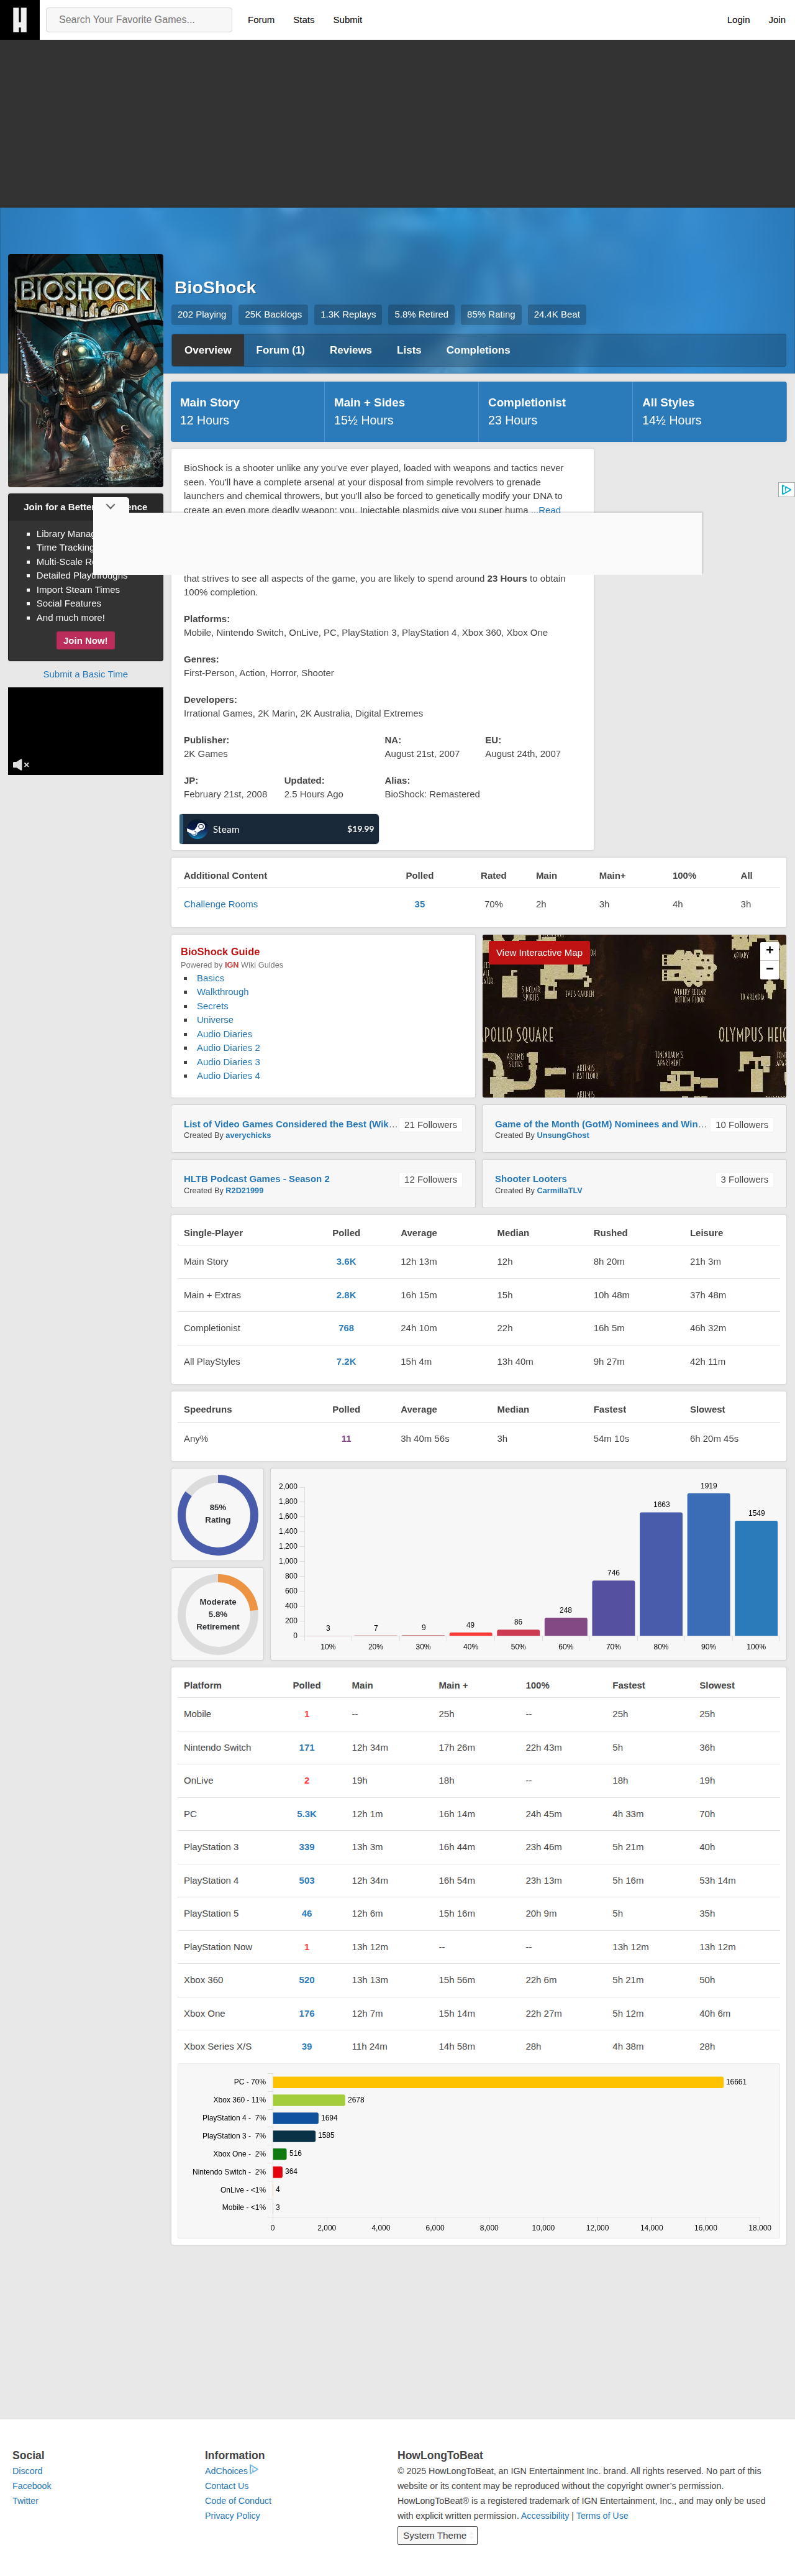 H
Search Your Favorite Games...
Forum Stats Submit
Login Join
BIOSHOCK
BioShock
202 Playing 25K Backlogs 1.3K Replays 5.8% Retired 85% Rating 24.4K Beat
Overview Forum (1) Reviews Lists Completions
Main Story Main + Sides Completionist All Styles
12 Hours 15½ Hours 23 Hours 14½ Hours
BioShock is a shooter unlike any you've ever played, loaded with weapons and tactics never
seen. You'll have a complete arsenal at your disposal from simple revolvers to grenade
launchers and chemical throwers, but you'll also be forced to genetically modify your DNA to
create an even more deadly weapon: you. Injectable plasmids give you super huma ...Read
that strives to see all aspects of the game, you are likely to spend around 23 Hours to obtain
100% completion.
Platforms:
Mobile, Nintendo Switch, OnLive, PC, PlayStation 3, PlayStation 4, Xbox 360, Xbox One
Genres:
First-Person, Action, Horror, Shooter
Developers:
Irrational Games, 2K Marin, 2K Australia, Digital Extremes
Publisher: NA: EU:
2K Games August 21st, 2007 August 24th, 2007
JP: Updated: Alias:
February 21st, 2008 2.5 Hours Ago BioShock: Remastered
Steam $19.99
Join for a Better ence
Library Manag
Time Tracking
Multi-Scale Re
Detailed Playthroughs
Import Steam Times
Social Features
And much more!
Join Now!
Submit a Basic Time
Additional Content Polled Rated Main Main+ 100% All
Challenge Rooms 35 70% 2h 3h 4h 3h
BioShock Guide
Powered by IGN Wiki Guides
Basics
Walkthrough
Secrets
Universe
Audio Diaries
Audio Diaries 2
Audio Diaries 3
Audio Diaries 4
View Interactive Map
+
−
EVE'S GARDEN
WINERY CELLAR
BOTTOM FLOOR
APOLLO SQUARE
OLYMPUS HEIG
ARTEMIS
SUITES
ARTEMIS
FIRST FLOOR
APARTMENT
List of Video Games Considered the Best (Wik… 21 Followers
Created By averychicks
Game of the Month (GotM) Nominees and Win… 10 Followers
Created By UnsungGhost
HLTB Podcast Games - Season 2 12 Followers
Created By R2D21999
Shooter Looters 3 Followers
Created By CarmillaTLV
Single-Player Polled Average Median Rushed Leisure
Main Story 3.6K 12h 13m 12h 8h 20m 21h 3m
Main + Extras 2.8K 16h 15m 15h 10h 48m 37h 48m
Completionist 768 24h 10m 22h 16h 5m 46h 32m
All PlayStyles 7.2K 15h 4m 13h 40m 9h 27m 42h 11m
Speedruns Polled Average Median Fastest Slowest
Any% 11 3h 40m 56s 3h 54m 10s 6h 20m 45s
85%
Rating
Moderate
5.8%
Retirement
2,000
1,800
1,600
1,400
1,200
1,000
800
600
400
200
0
3 7 9 49 86 248 746 1663 1919 1549
10% 20% 30% 40% 50% 60% 70% 80% 90% 100%
Platform Polled Main Main + 100% Fastest Slowest
Mobile 1 -- 25h -- 25h 25h
Nintendo Switch 171 12h 34m 17h 26m 22h 43m 5h 36h
OnLive 2 19h 18h -- 18h 19h
PC 5.3K 12h 1m 16h 14m 24h 45m 4h 33m 70h
PlayStation 3 339 13h 3m 16h 44m 23h 46m 5h 21m 40h
PlayStation 4 503 12h 34m 16h 54m 23h 13m 5h 16m 53h 14m
PlayStation 5 46 12h 6m 15h 16m 20h 9m 5h 35h
PlayStation Now 1 13h 12m -- -- 13h 12m 13h 12m
Xbox 360 520 13h 13m 15h 56m 22h 6m 5h 21m 50h
Xbox One 176 12h 7m 15h 14m 22h 27m 5h 12m 40h 6m
Xbox Series X/S 39 11h 24m 14h 58m 28h 4h 38m 28h
PC - 70% 16661
Xbox 360 - 11% 2678
PlayStation 4 - 7% 1694
PlayStation 3 - 7% 1585
Xbox One - 2% 516
Nintendo Switch - 2% 364
OnLive - <1% 4
Mobile - <1% 3
0 2,000 4,000 6,000 8,000 10,000 12,000 14,000 16,000 18,000
Social
Discord
Facebook
Twitter
Information
AdChoices
Contact Us
Code of Conduct
Privacy Policy
HowLongToBeat
© 2025 HowLongToBeat, an IGN Entertainment Inc. brand. All rights reserved. No part of this
website or its content may be reproduced without the copyright owner's permission.
HowLongToBeat® is a registered trademark of IGN Entertainment, Inc., and may only be used
with explicit written permission. Accessibility | Terms of Use
System Theme